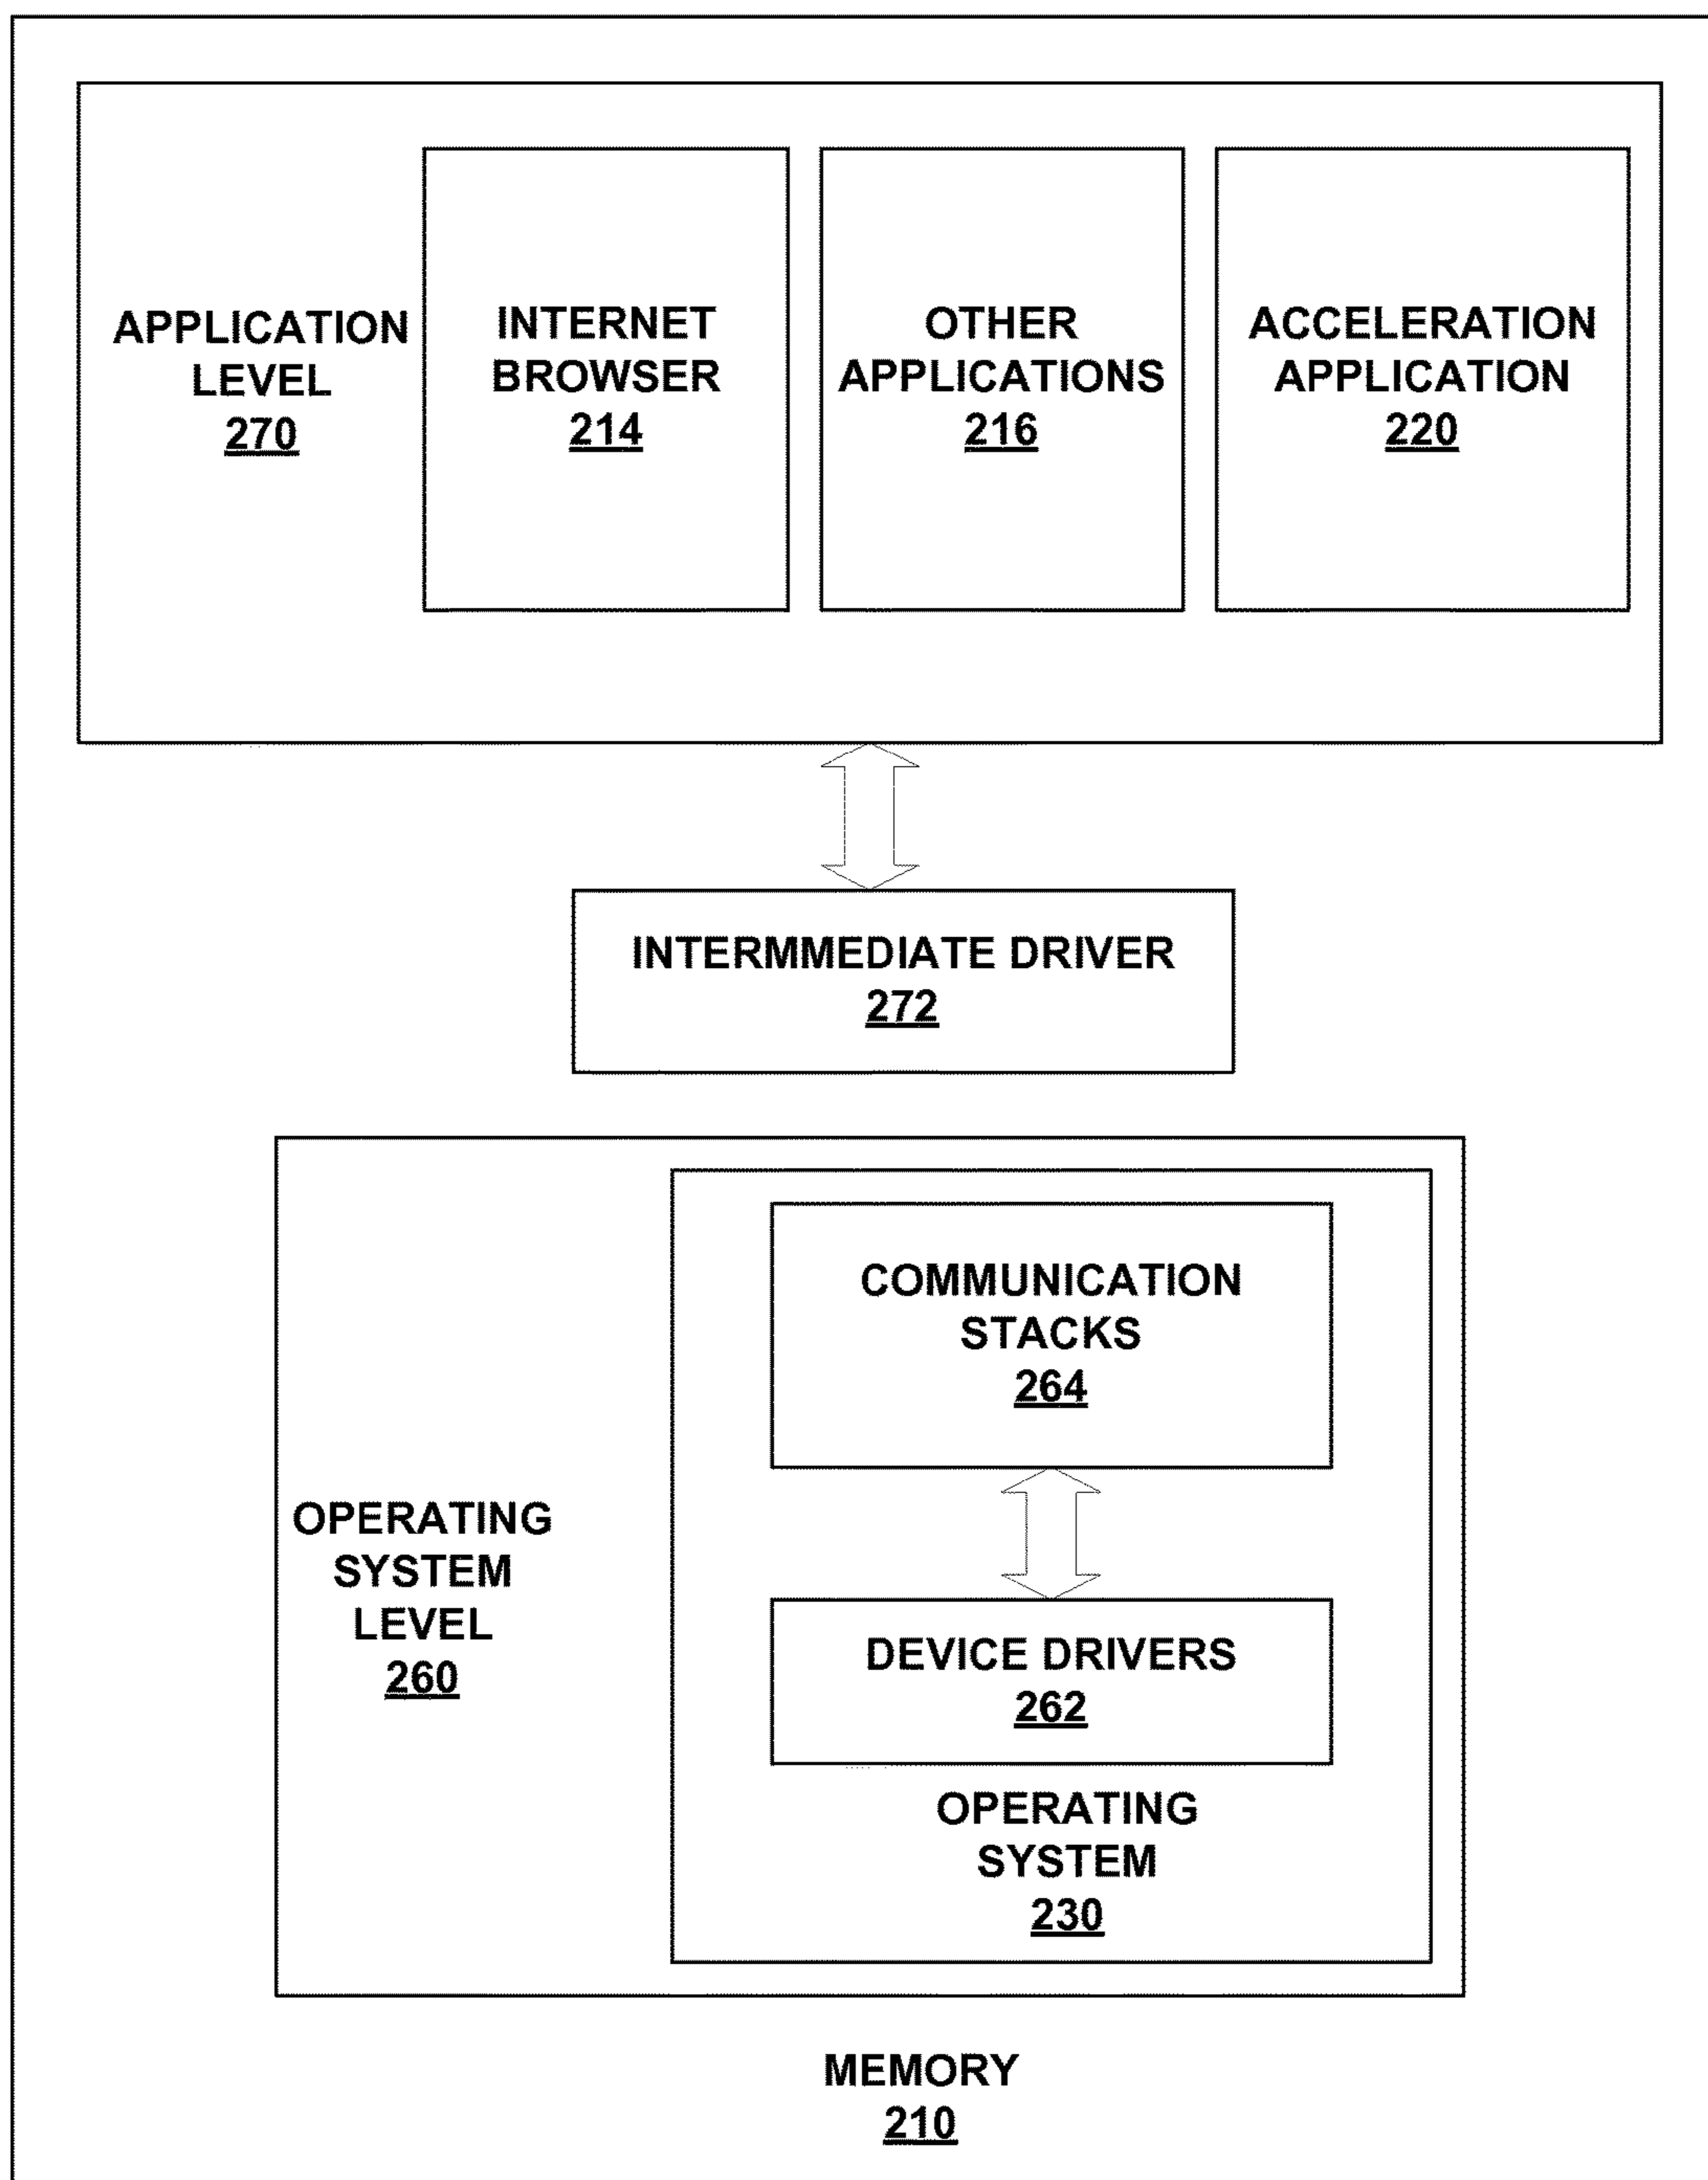 APPLICATION
LEVEL
270
INTERNET
BROWSER
214
OTHER
APPLICATIONS
216
ACCELERATION
APPLICATION
220
INTERMMEDIATE DRIVER
272
OPERATING
SYSTEM
LEVEL
260
COMMUNICATION
STACKS
264
DEVICE DRIVERS
262
OPERATING
SYSTEM
230
MEMORY
210